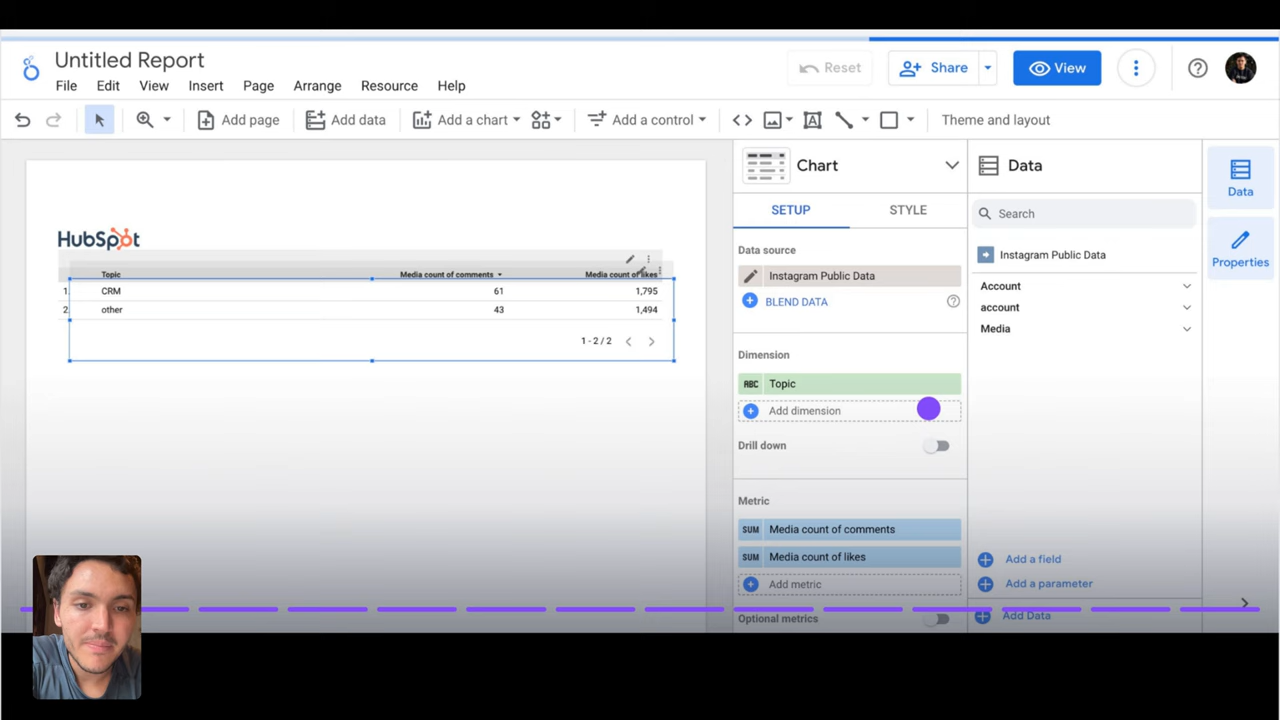 Untitled Report
Reset
Share
View
File Edit View Insert Page Arrange Resource Help
Add page
Add data
Add a chart
Add a control
Theme and layout
HubSpot
Topic Media count of comments Media count of likes
1. CRM 61 1,795
2. other 43 1,494
1 - 2 / 2
Chart
SETUP STYLE
Data source
Instagram Public Data
BLEND DATA
Dimension
ABC Topic
Add dimension
Drill down
Metric
SUM Media count of comments
SUM Media count of likes
Add metric
Optional metrics
Data
Search
Instagram Public Data
Account
account
Media
Add a field
Add a parameter
Add Data
Data
Properties